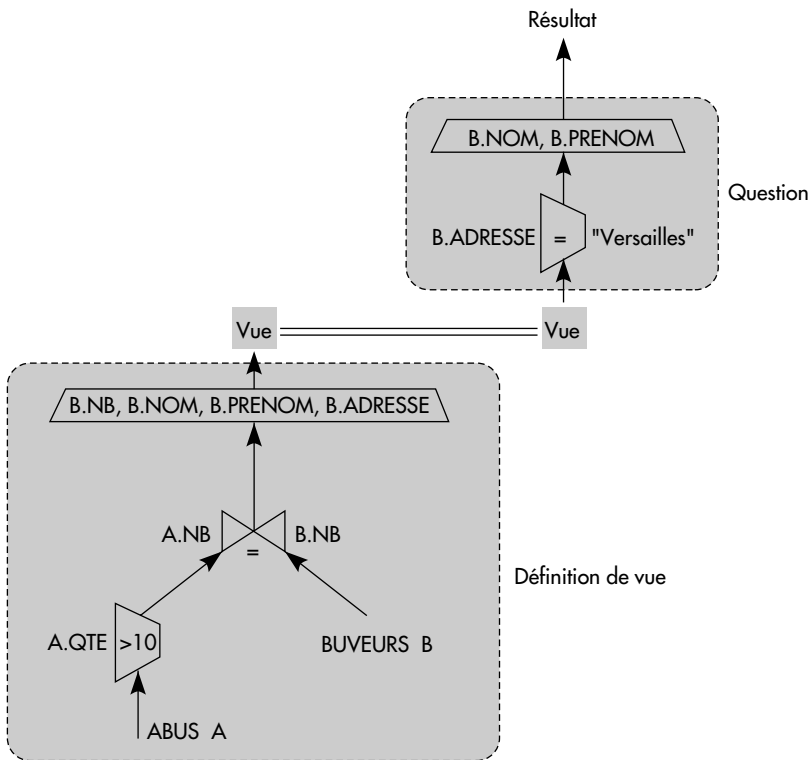 Résultat
B.NOM, B.PRENOM
Question
B.ADRESSE = "Versailles"
Vue Vue
B.NB, B.NOM, B.PRENOM, B.ADRESSE
A.NB = B.NB
Définition de vue
A.QTE >10
BUVEURS B
ABUS A